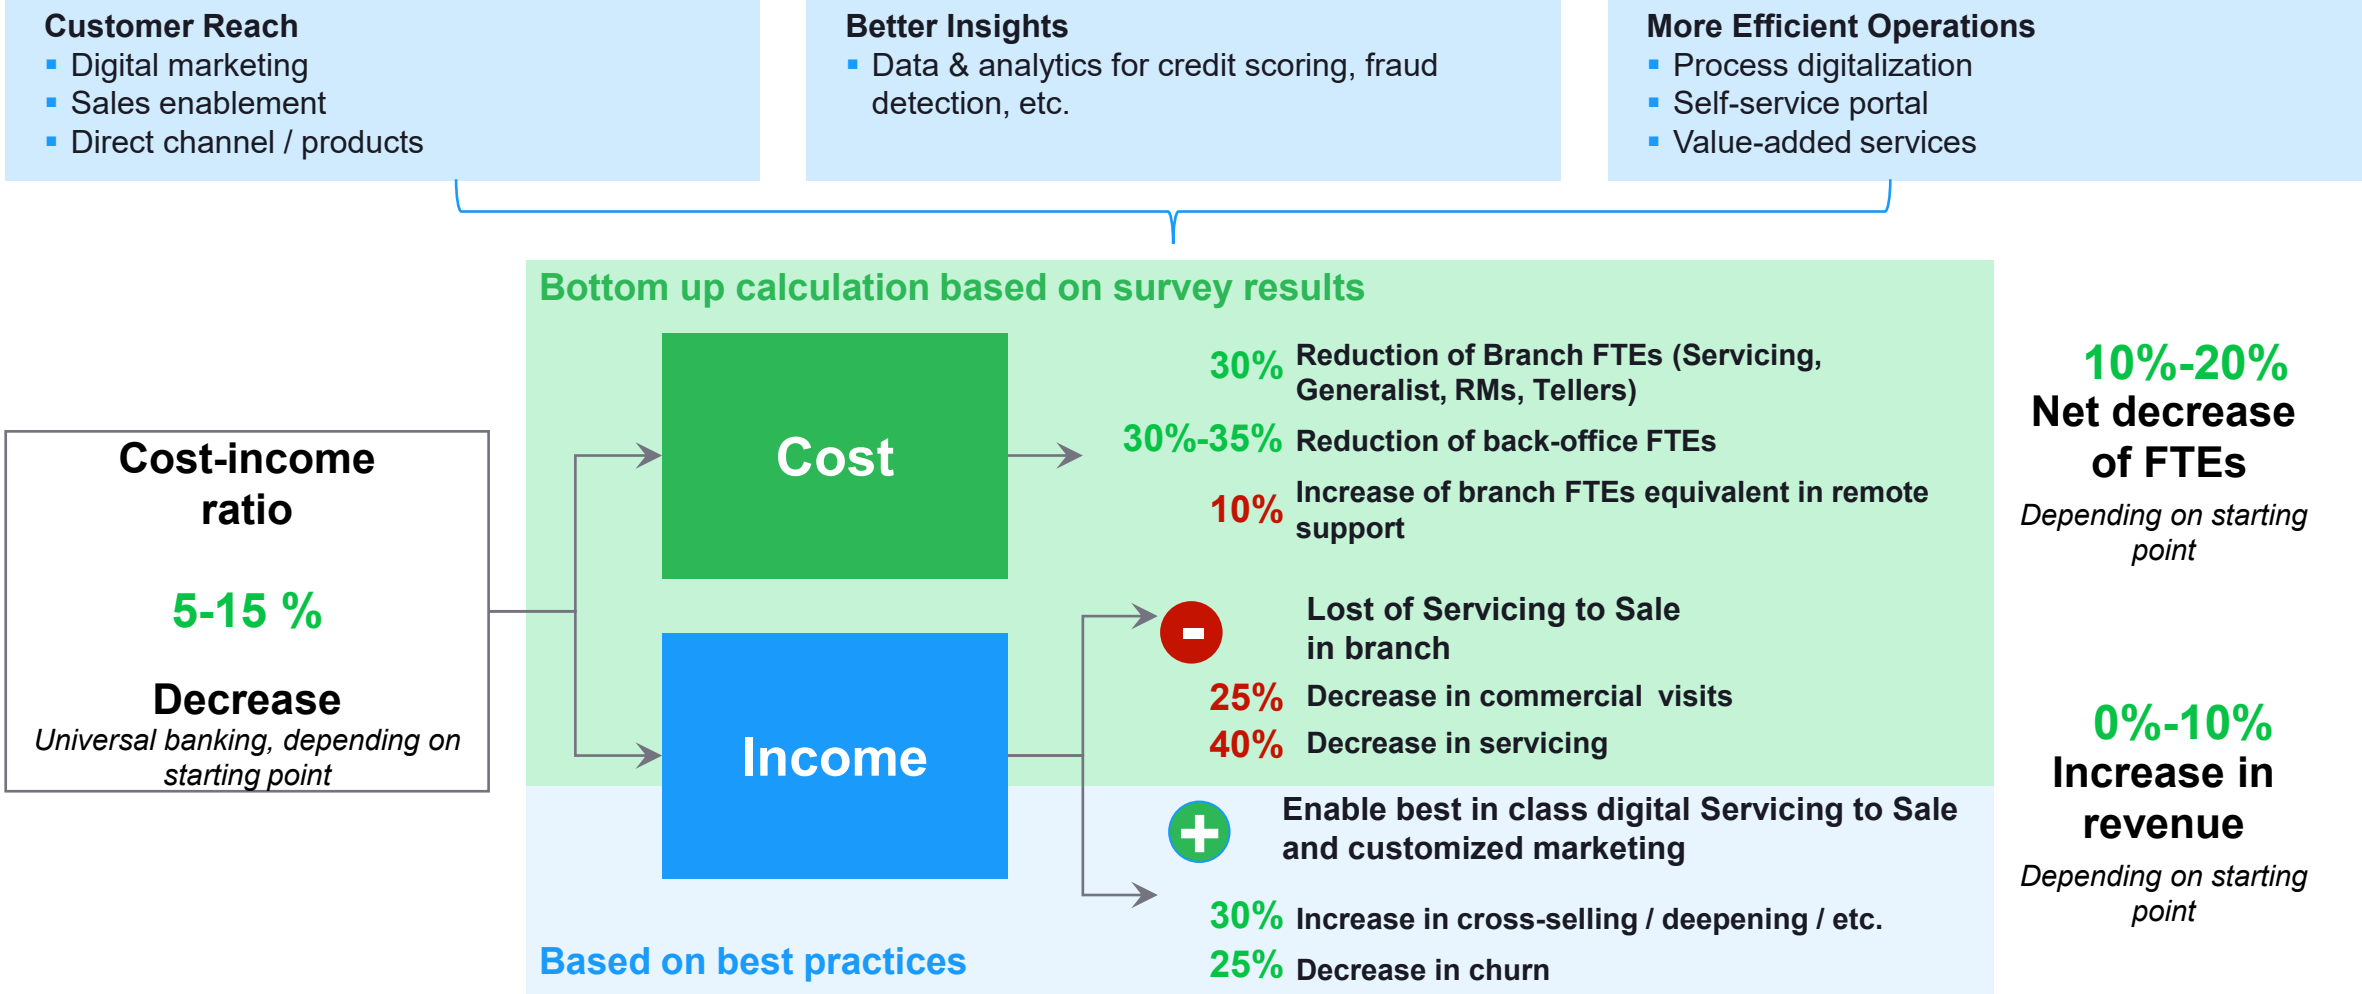 Customer Reach
▪ Digital marketing
▪ Sales enablement
▪ Direct channel / products
Better Insights
▪ Data & analytics for credit scoring, fraud
detection, etc.
More Efficient Operations
▪ Process digitalization
▪ Self-service portal
▪ Value-added services
Bottom up calculation based on survey results
Cost-income
ratio
5-15 %
Decrease
Universal banking, depending on
starting point
Cost
30% Reduction of Branch FTEs (Servicing,
Generalist, RMs, Tellers)
30%-35% Reduction of back-office FTEs
10% Increase of branch FTEs equivalent in remote
support
10%-20%
Net decrease
of FTEs
Depending on starting
point
Income
-
Lost of Servicing to Sale
in branch
25% Decrease in commercial visits
40% Decrease in servicing
+
Enable best in class digital Servicing to Sale
and customized marketing
30% Increase in cross-selling / deepening / etc.
25% Decrease in churn
0%-10%
Increase in
revenue
Depending on starting
point
Based on best practices